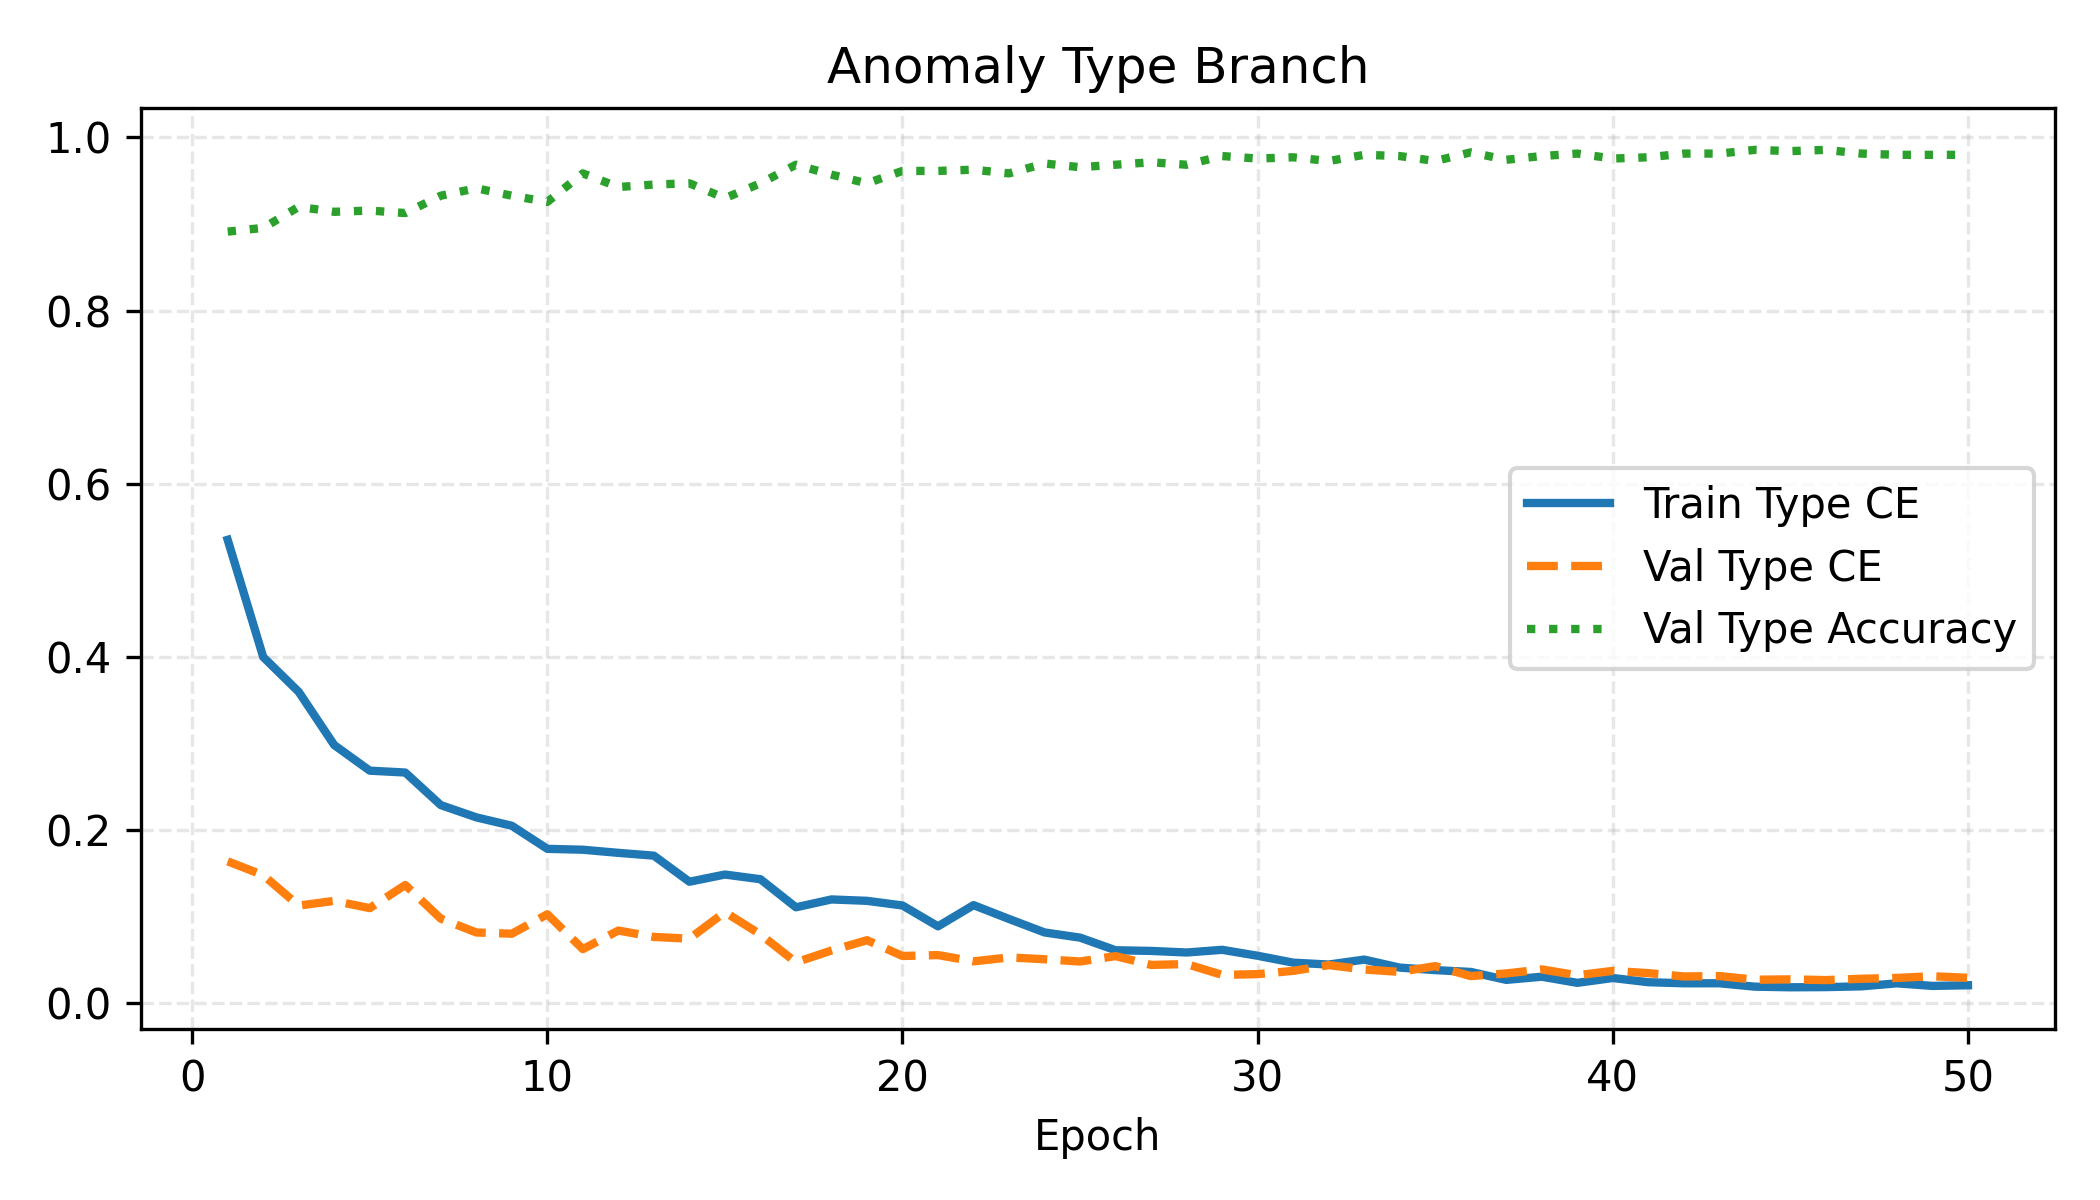 Anomaly Type Branch
1.0
0.8
0.6
0.4
0.2
0.0
Train Type CE
Val Type CE
Val Type Accuracy
0 10 20 30 40 50
Epoch